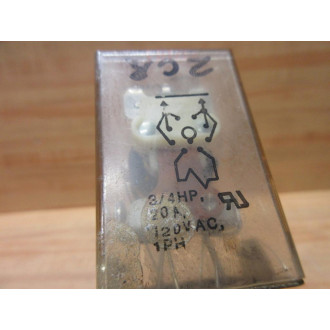 2CR
3/4HP,
20A,
120VAC,
1PH